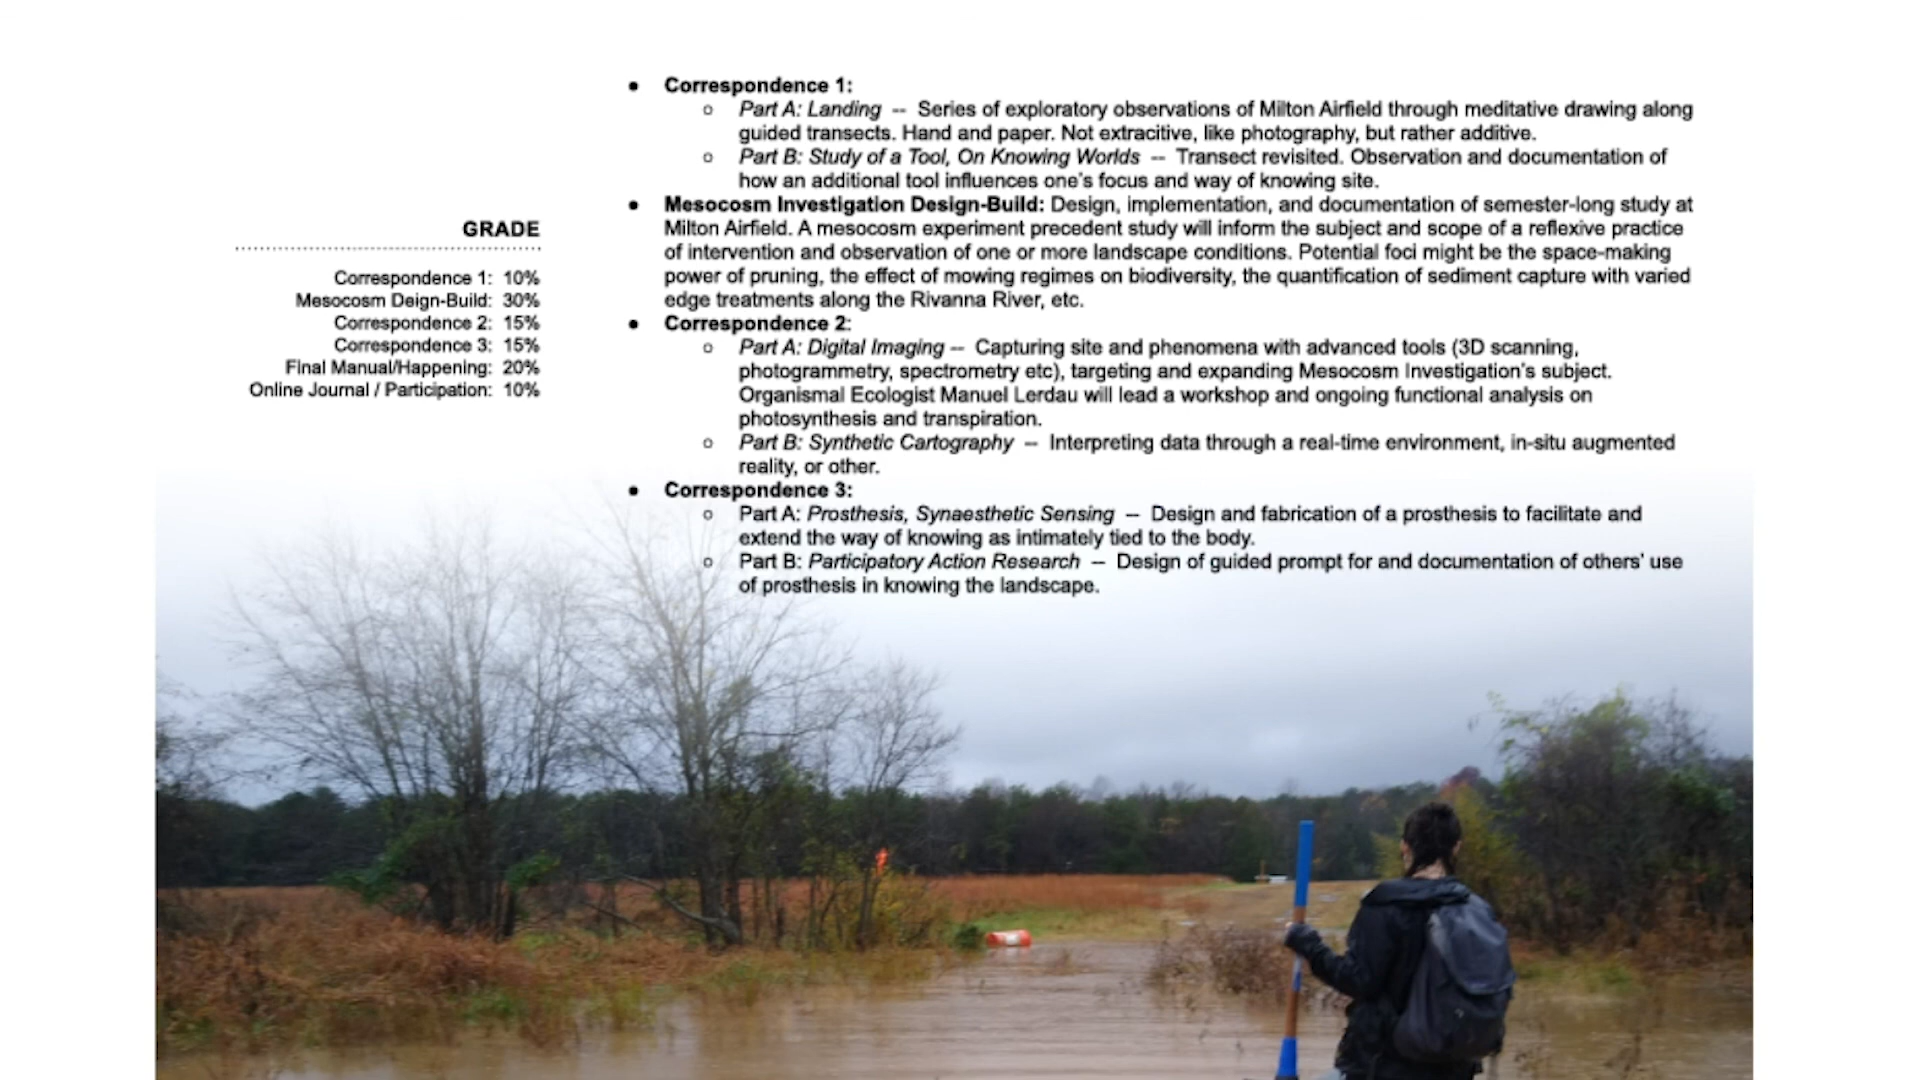 GRADE
Correspondence 1: 10%
Mesocosm Deign-Build: 30%
Correspondence 2: 15%
Correspondence 3: 15%
Final Manual/Happening: 20%
Online Journal / Participation: 10%
• Correspondence 1:
○ Part A: Landing -- Series of exploratory observations of Milton Airfield through meditative drawing along
guided transects. Hand and paper. Not extracitive, like photography, but rather additive.
○ Part B: Study of a Tool, On Knowing Worlds -- Transect revisited. Observation and documentation of
how an additional tool influences one's focus and way of knowing site.
• Mesocosm Investigation Design-Build: Design, implementation, and documentation of semester-long study at
Milton Airfield. A mesocosm experiment precedent study will inform the subject and scope of a reflexive practice
of intervention and observation of one or more landscape conditions. Potential foci might be the space-making
power of pruning, the effect of mowing regimes on biodiversity, the quantification of sediment capture with varied
edge treatments along the Rivanna River, etc.
• Correspondence 2:
○ Part A: Digital Imaging -- Capturing site and phenomena with advanced tools (3D scanning,
photogrammetry, spectrometry etc), targeting and expanding Mesocosm Investigation's subject.
Organismal Ecologist Manuel Lerdau will lead a workshop and ongoing functional analysis on
photosynthesis and transpiration.
○ Part B: Synthetic Cartography -- Interpreting data through a real-time environment, in-situ augmented
reality, or other.
• Correspondence 3:
○ Part A: Prosthesis, Synaesthetic Sensing -- Design and fabrication of a prosthesis to facilitate and
extend the way of knowing as intimately tied to the body.
○ Part B: Participatory Action Research -- Design of guided prompt for and documentation of others' use
of prosthesis in knowing the landscape.